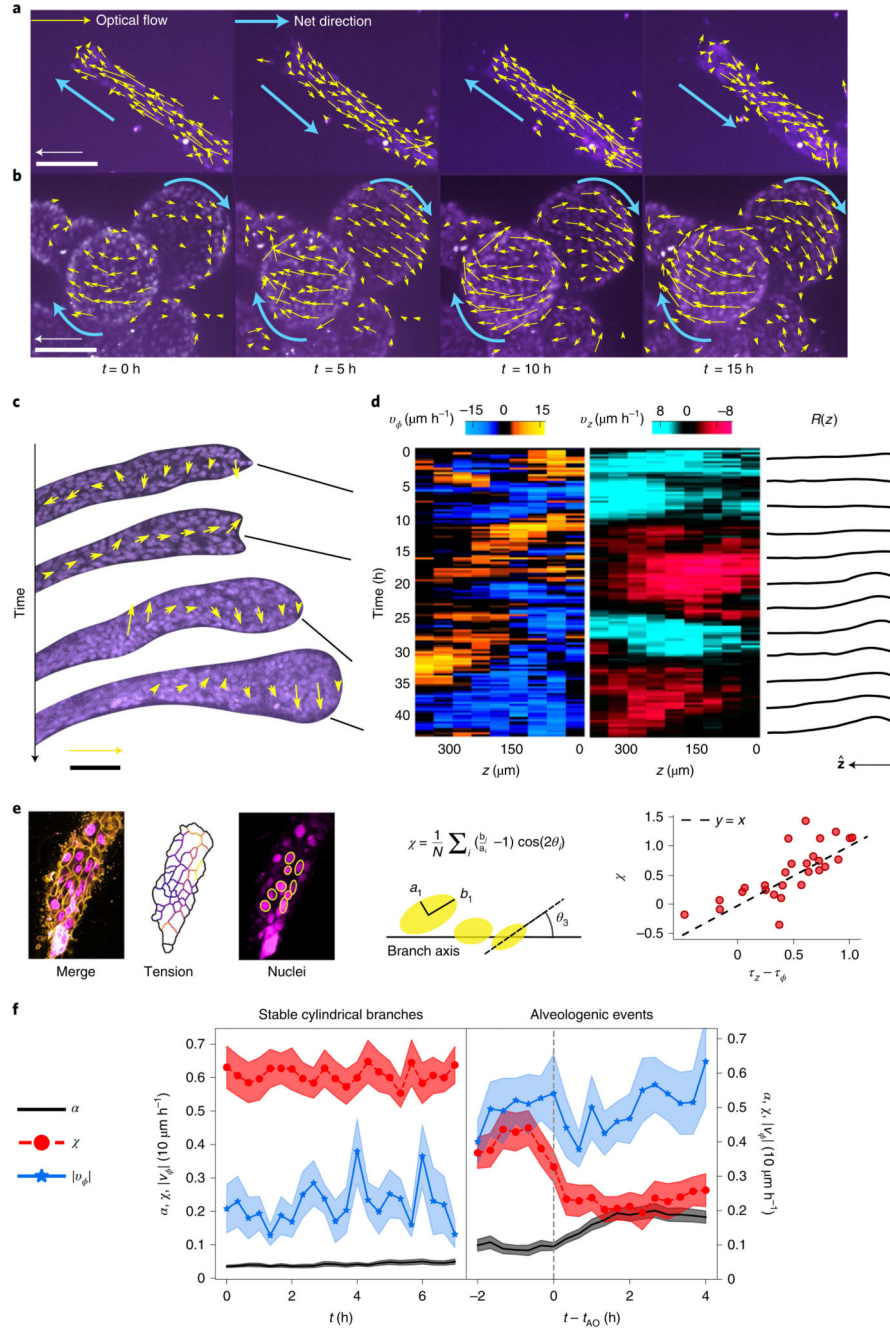 a
Optical flow
Net direction
b
t = 0 h
t = 5 h
t = 10 h
t = 15 h
c
Time
d
υϕ (μm h⁻¹)
−15 0 15
υz (μm h⁻¹)
8 0 −8
R(z)
Time (h)
0
5
10
15
20
25
30
35
40
300 150 0
z (μm)
300 150 0
z (μm)
ẑ
e
Merge
Tension
Nuclei
χ = 1/N ∑i (bi/ai −1) cos(2θi)
a1
b1
θ3
Branch axis
y = x
χ
1.5
1.0
0.5
0
−0.5
0 0.5 1.0
τz − τϕ
f
Stable cylindrical branches
Alveologenic events
α
χ
|υϕ|
α, χ, |Vϕ| (10 μm h⁻¹)
0.7
0.6
0.5
0.4
0.3
0.2
0.1
0
0 2 4 6
t (h)
−2 0 2 4
t − tAO (h)
0.7
0.6
0.5
0.4
0.3
0.2
0.1
0
α, χ, |Vϕ| (10 μm h⁻¹)